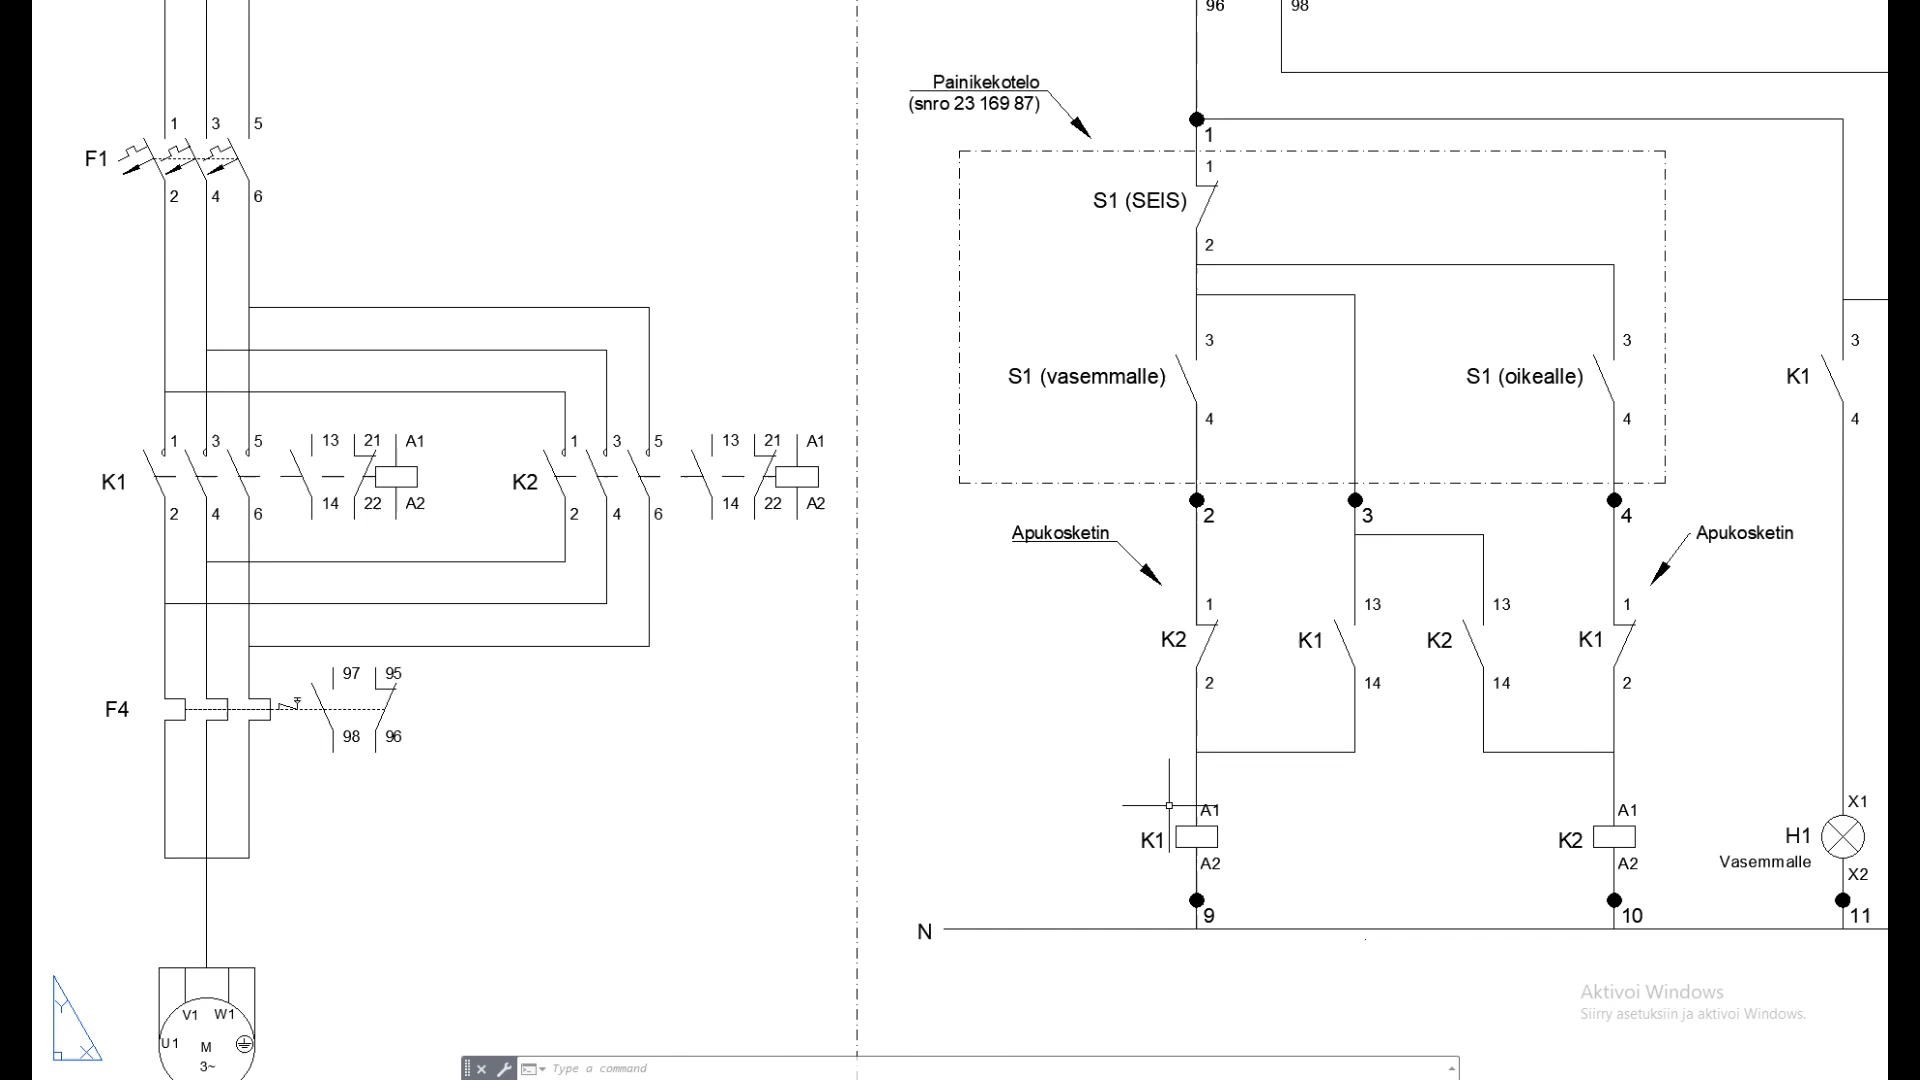 96
98
Painikekotelo
(snro 23 169 87)
1
3
5
F1
2
4
6
1
1
S1 (SEIS)
2
3
S1 (vasemmalle)
4
3
S1 (oikealle)
4
3
K1
4
1
3
5
13
21
A1
K1
2
4
6
14
22
A2
1
3
5
13
21
A1
K2
2
4
6
14
22
A2
2
3
4
Apukosketin
Apukosketin
1
K2
2
13
K1
14
13
K2
14
1
K1
2
97
95
F4
98
96
A1
K1
A2
A1
K2
A2
X1
H1
Vasemmalle
X2
9
10
11
N
V1
W1
U1
M
3~
Y
X
Aktivoi Windows
Siirry asetuksiin ja aktivoi Windows.
Type a command